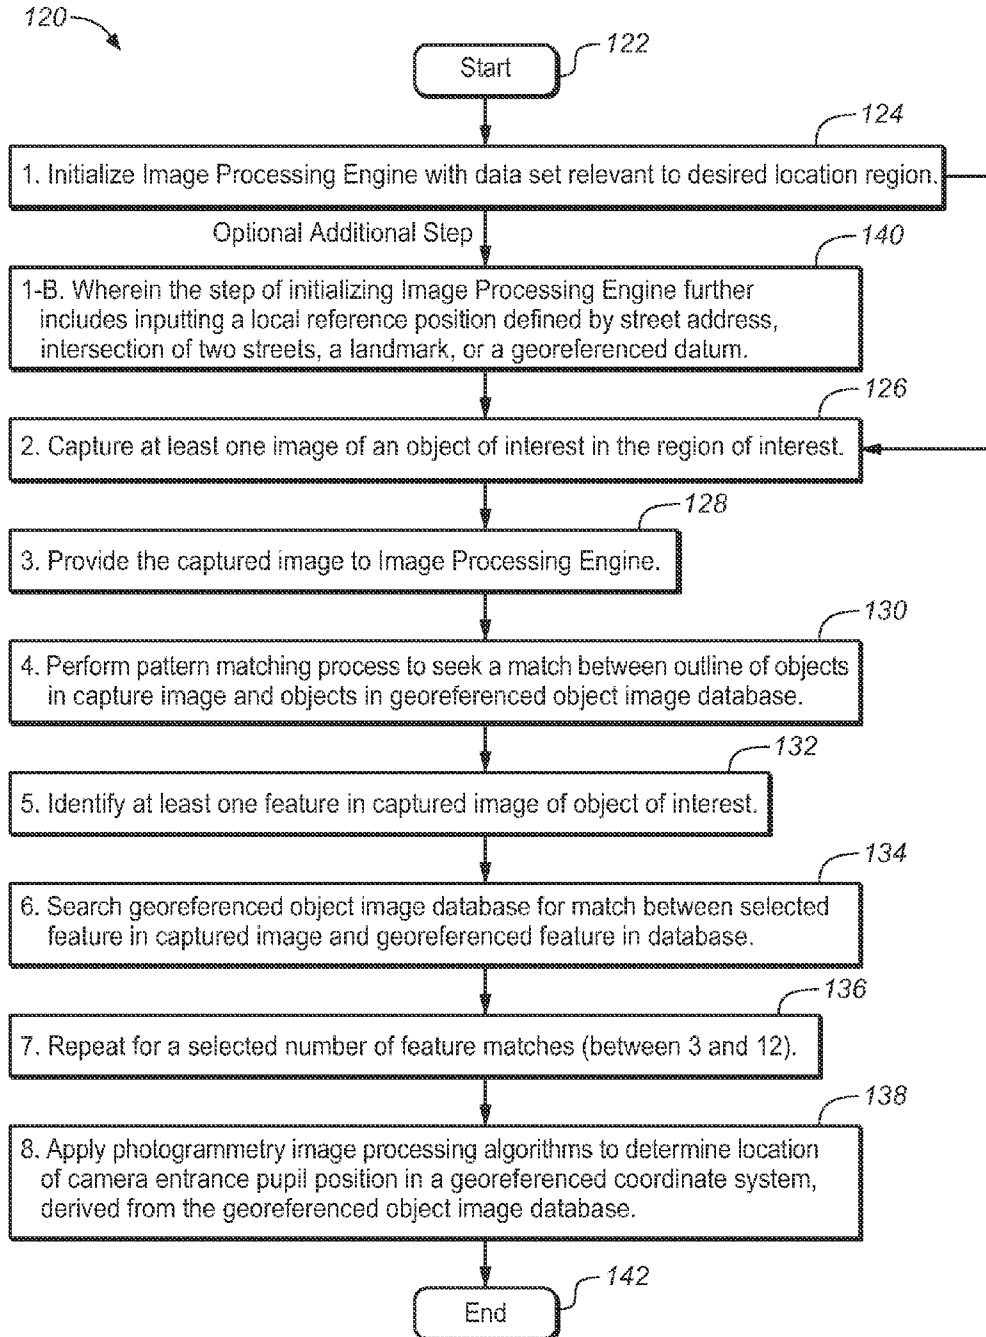 120
122
Start
124
1. Initialize Image Processing Engine with data set relevant to desired location region.
Optional Additional Step
140
1-B. Wherein the step of initializing Image Processing Engine further
includes inputting a local reference position defined by street address,
intersection of two streets, a landmark, or a georeferenced datum.
126
2. Capture at least one image of an object of interest in the region of interest.
128
3. Provide the captured image to Image Processing Engine.
130
4. Perform pattern matching process to seek a match between outline of objects
in capture image and objects in georeferenced object image database.
132
5. Identify at least one feature in captured image of object of interest.
134
6. Search georeferenced object image database for match between selected
feature in captured image and georeferenced feature in database.
136
7. Repeat for a selected number of feature matches (between 3 and 12).
138
8. Apply photogrammetry image processing algorithms to determine location
of camera entrance pupil position in a georeferenced coordinate system,
derived from the georeferenced object image database.
142
End